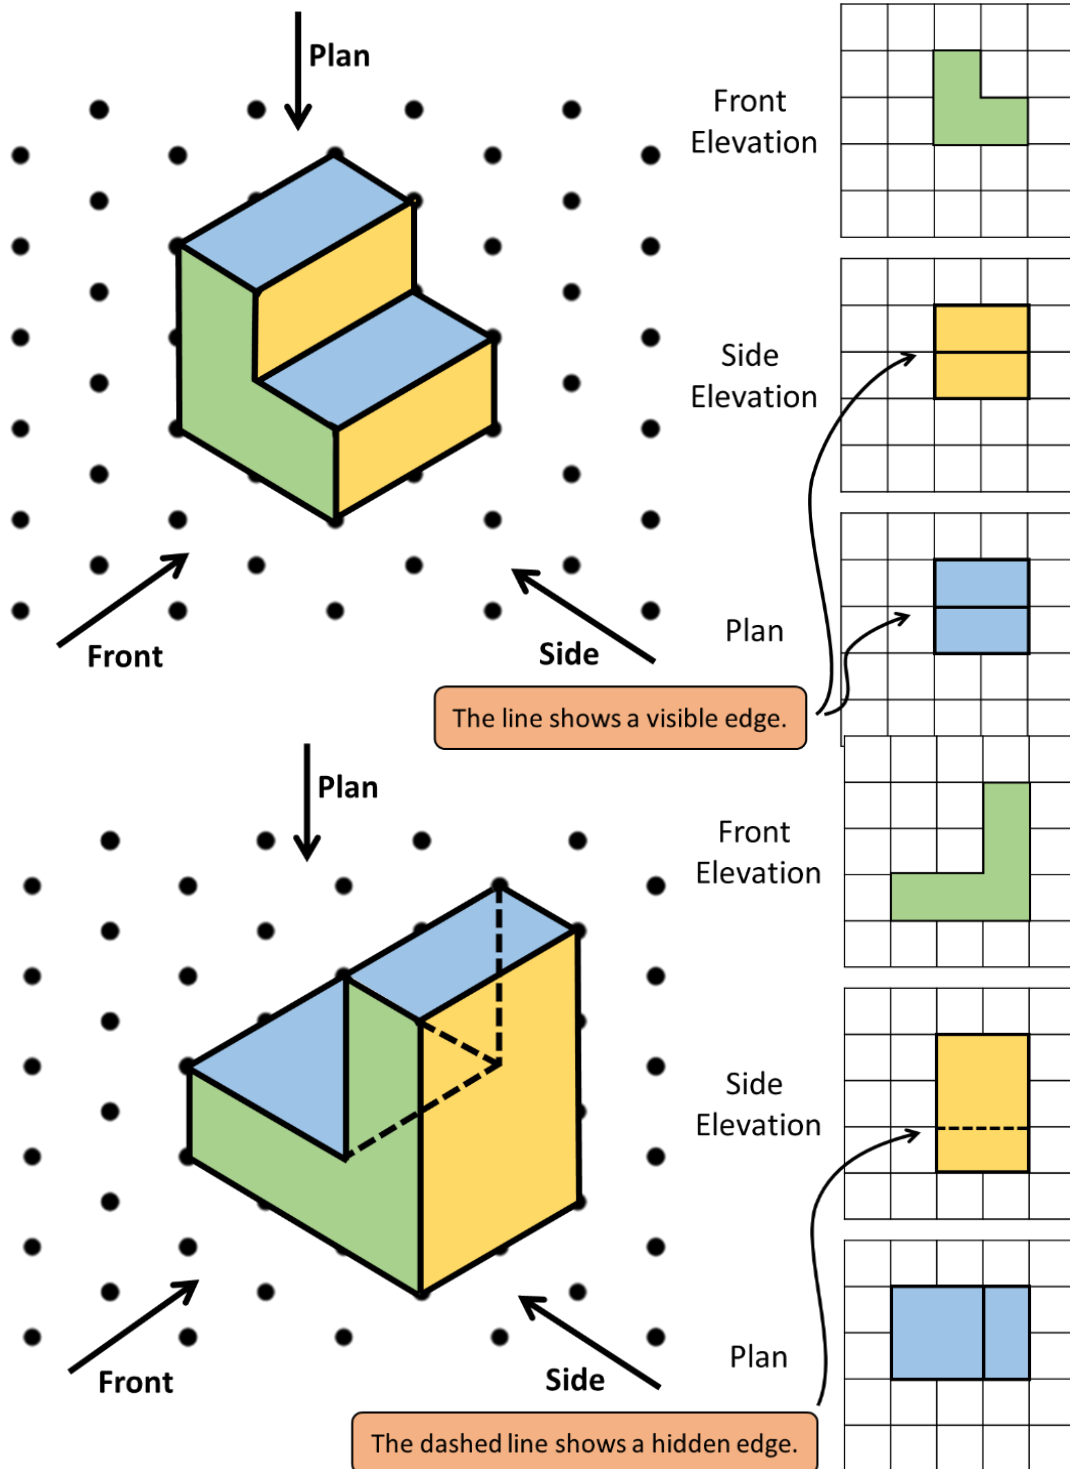 Plan
Front
Elevation
Side
Elevation
Plan
Front
Side
The line shows a visible edge.
Plan
Front
Elevation
Side
Elevation
Plan
Front
Side
The dashed line shows a hidden edge.